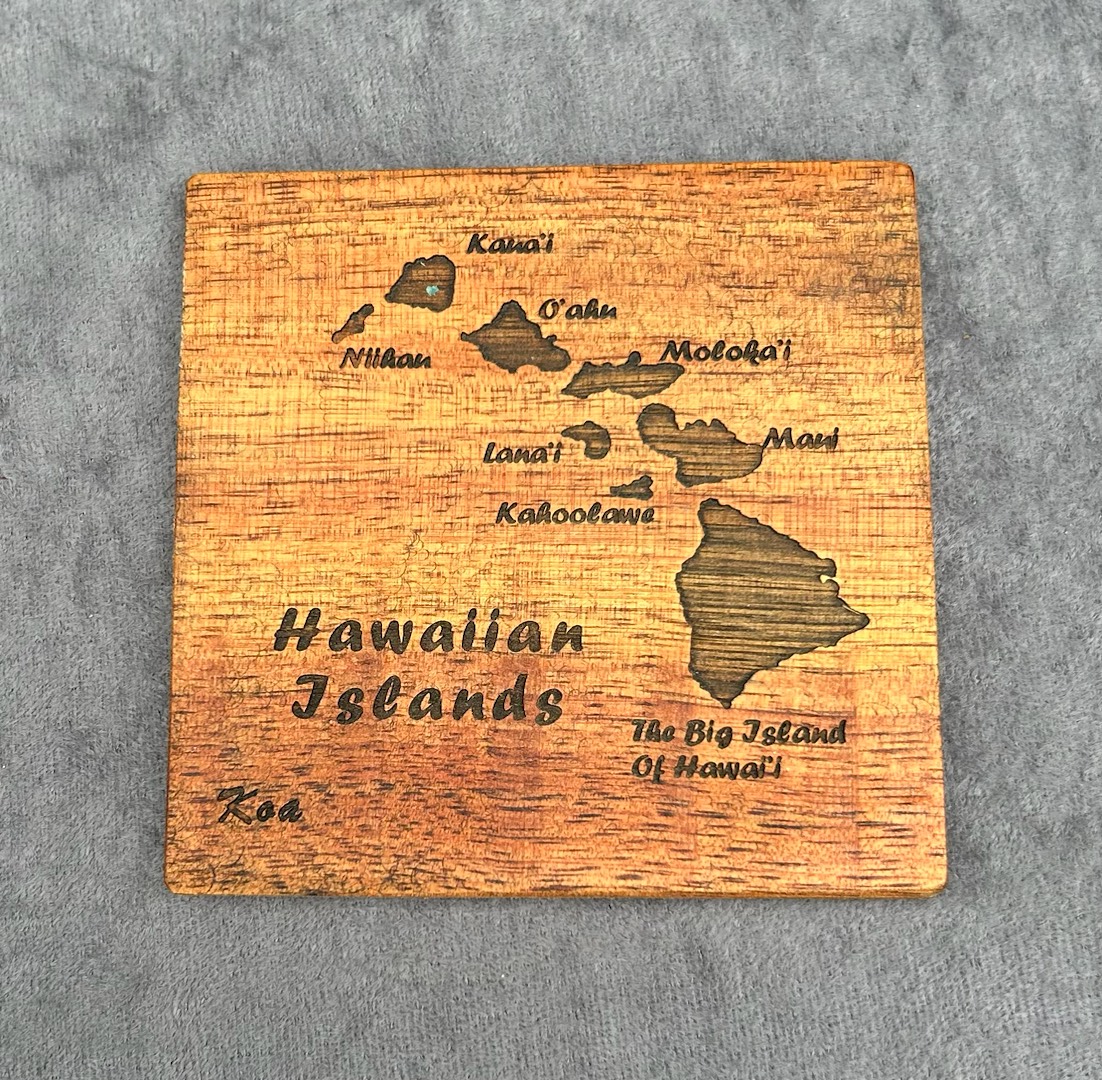 Kaua'i
O'ahu
Niihau
Moloka'i
Maui
Lana'i
Kahoolawe
Hawaiian
Islands
The Big Island
Of Hawai'i
Koa